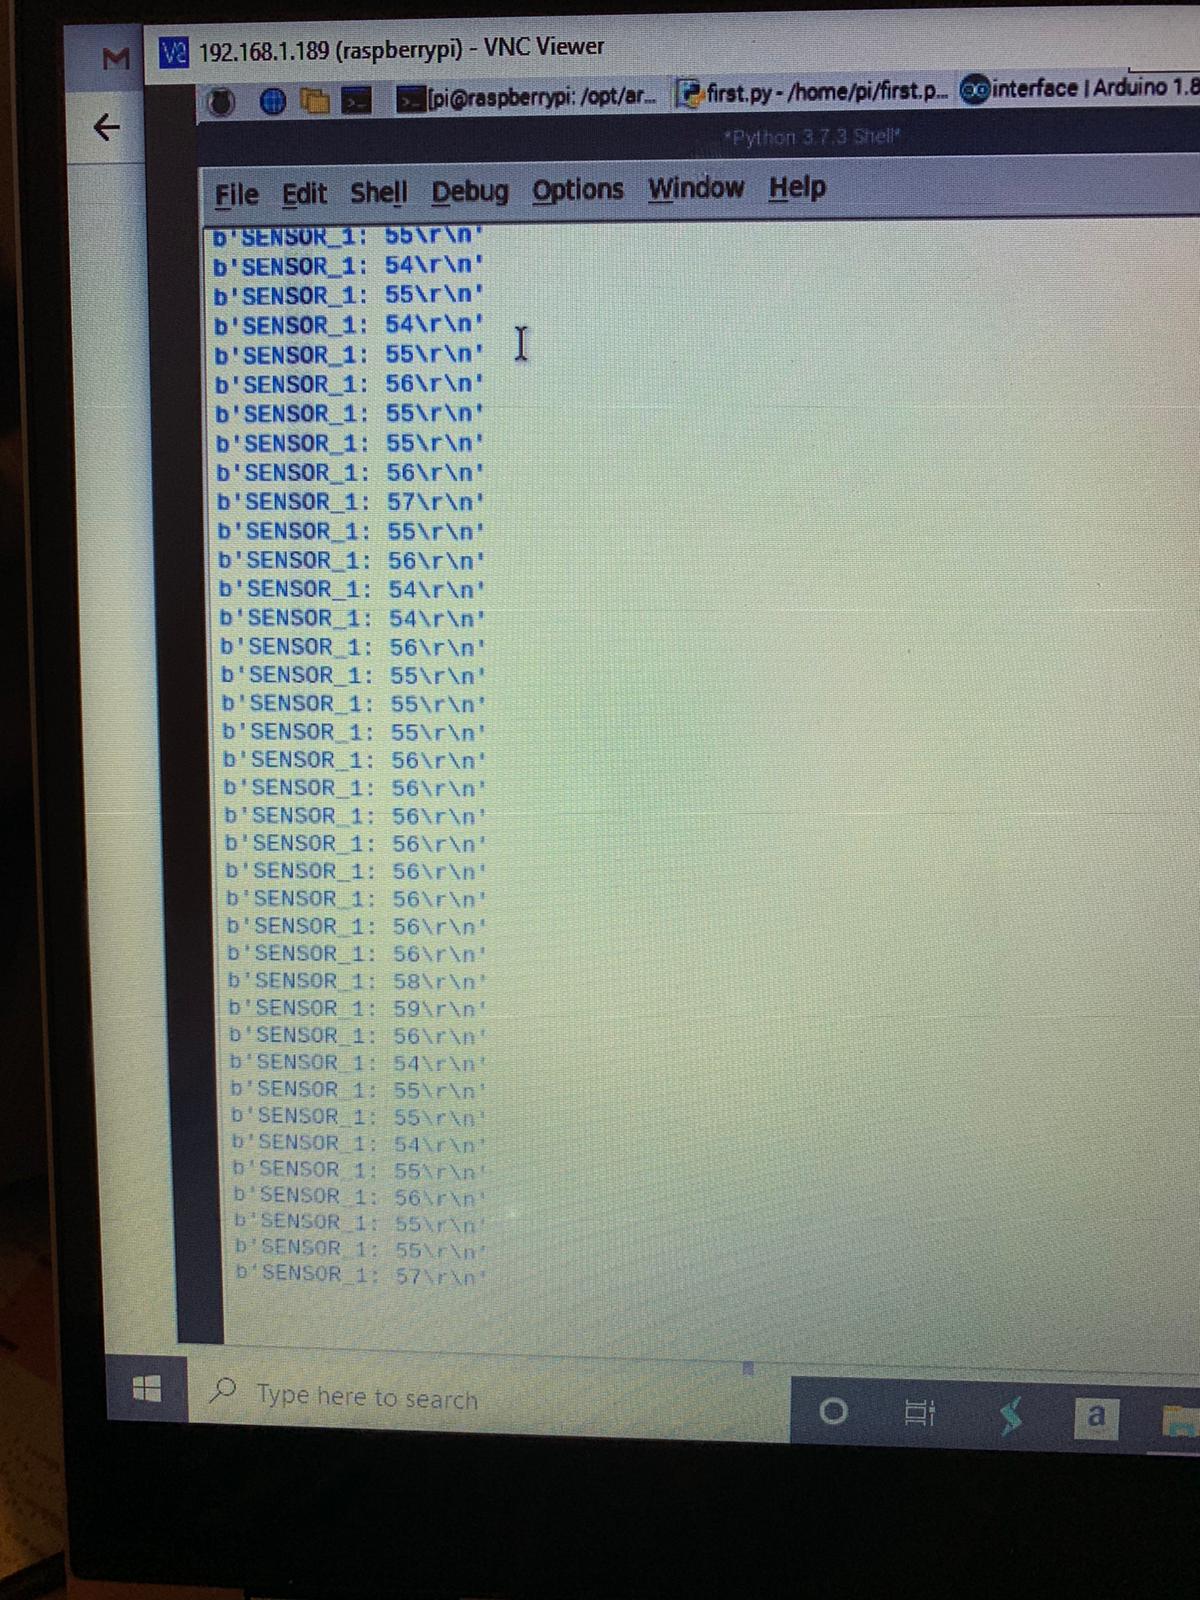 192.168.1.189 (raspberrypi) - VNC Viewer
[pi@raspberrypi: /opt/ar... first.py - /home/pi/first.p... interface | Arduino 1.8
*Python 3.7.3 Shell*
File Edit Shell Debug Options Window Help
b'SENSOR_1: 55\r\n'
b'SENSOR_1: 54\r\n'
b'SENSOR_1: 55\r\n'
b'SENSOR_1: 54\r\n'
b'SENSOR_1: 55\r\n'
b'SENSOR_1: 56\r\n'
b'SENSOR_1: 55\r\n'
b'SENSOR_1: 55\r\n'
b'SENSOR_1: 56\r\n'
b'SENSOR_1: 57\r\n'
b'SENSOR_1: 55\r\n'
b'SENSOR_1: 56\r\n'
b'SENSOR_1: 54\r\n'
b'SENSOR_1: 54\r\n'
b'SENSOR_1: 56\r\n'
b'SENSOR_1: 55\r\n'
b'SENSOR_1: 55\r\n'
b'SENSOR_1: 55\r\n'
b'SENSOR_1: 56\r\n'
b'SENSOR_1: 56\r\n'
b'SENSOR_1: 56\r\n'
b'SENSOR_1: 56\r\n'
b'SENSOR_1: 56\r\n'
b'SENSOR_1: 56\r\n'
b'SENSOR_1: 56\r\n'
b'SENSOR_1: 56\r\n'
b'SENSOR_1: 58\r\n'
b'SENSOR_1: 59\r\n'
b'SENSOR_1: 56\r\n'
b'SENSOR_1: 54\r\n'
b'SENSOR_1: 55\r\n'
b'SENSOR_1: 55\r\n'
b'SENSOR_1: 54\r\n'
b'SENSOR_1: 55\r\n'
b'SENSOR_1: 56\r\n'
b'SENSOR_1: 55\r\n'
b'SENSOR_1: 55\r\n'
b'SENSOR_1: 57\r\n'
Type here to search
a